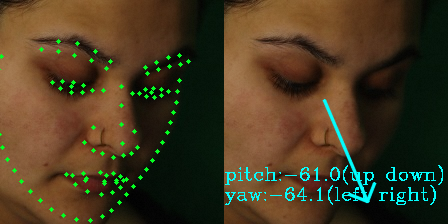 pitch:-61.0(up down)
yaw:-64.1(left right)